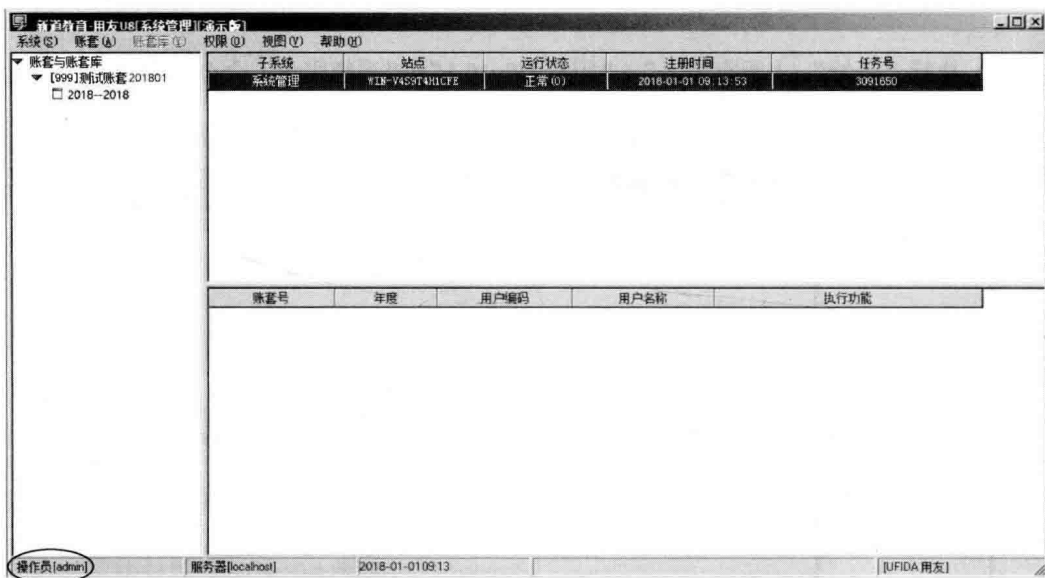 新道教育-用友U8[系统管理][演示版]
系统(S) 账套(A) 账套库(Y) 权限(O) 视图(V) 帮助(H)
账套与账套库
[999]测试账套201801
2018--2018
子系统 站点 运行状态 注册时间 任务号
系统管理 WIN-V4S9T4H1CFE 正常(0) 2018-01-01 09:13:53 3091650
账套号 年度 用户编码 用户名称 执行功能
操作员[admin] 服务器[localhost] 2018-01-01 09:13 [UFIDA 用友]